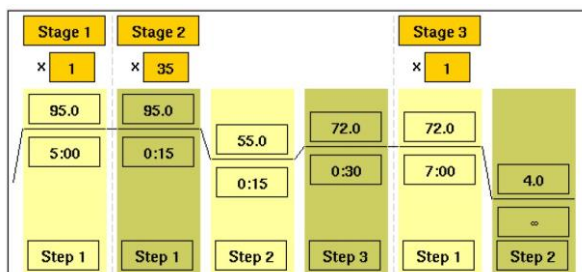 Stage 1 Stage 2 Stage 3
x 1 x 35 x 1
95.0 95.0 55.0 72.0 72.0 4.0
5:00 0:15 0:15 0:30 7:00 ∞
Step 1 Step 1 Step 2 Step 3 Step 1 Step 2